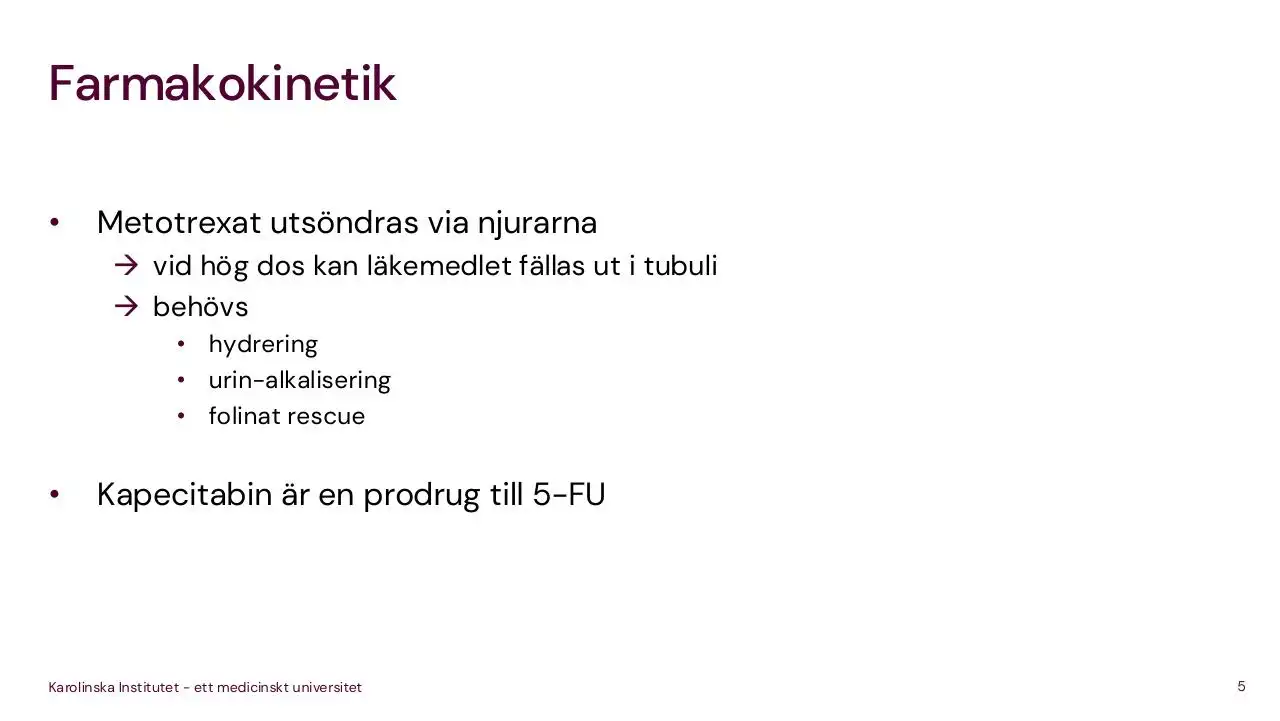 Farmakokinetik
• Metotrexat utsöndras via njurarna
→ vid hög dos kan läkemedlet fällas ut i tubuli
→ behövs
• hydrering
• urin-alkalisering
• folinat rescue
• Kapecitabin är en prodrug till 5-FU
Karolinska Institutet - ett medicinskt universitet
5